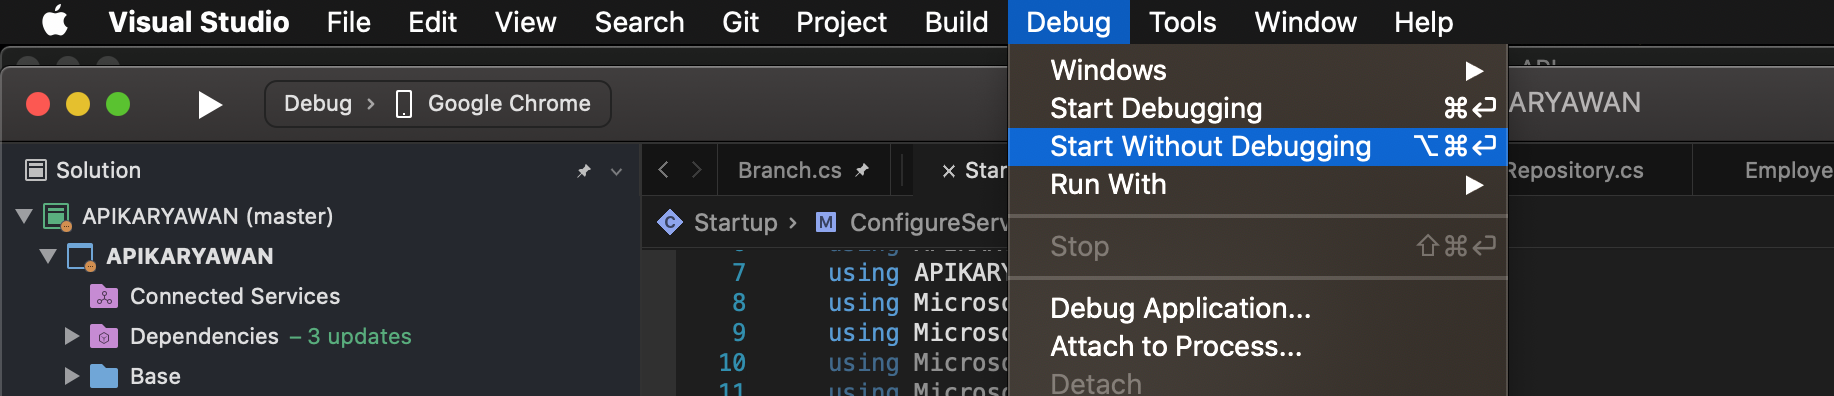 Visual Studio File Edit View Search Git Project Build Debug Tools Window Help
Windows
Start Debugging ⌘↩
Start Without Debugging ⌥⌘↩
Run With
Stop ⇧⌘↩
Debug Application...
Attach to Process...
Detach
Debug › Google Chrome
ARYAWAN
Solution
APIKARYAWAN (master)
APIKARYAWAN
Connected Services
Dependencies – 3 updates
Base
Branch.cs × Star Repository.cs Employe
Startup › M ConfigureServ
7 using APIKARY
8 using Microso
9 using Microso
10 using Microso
11 using Microso